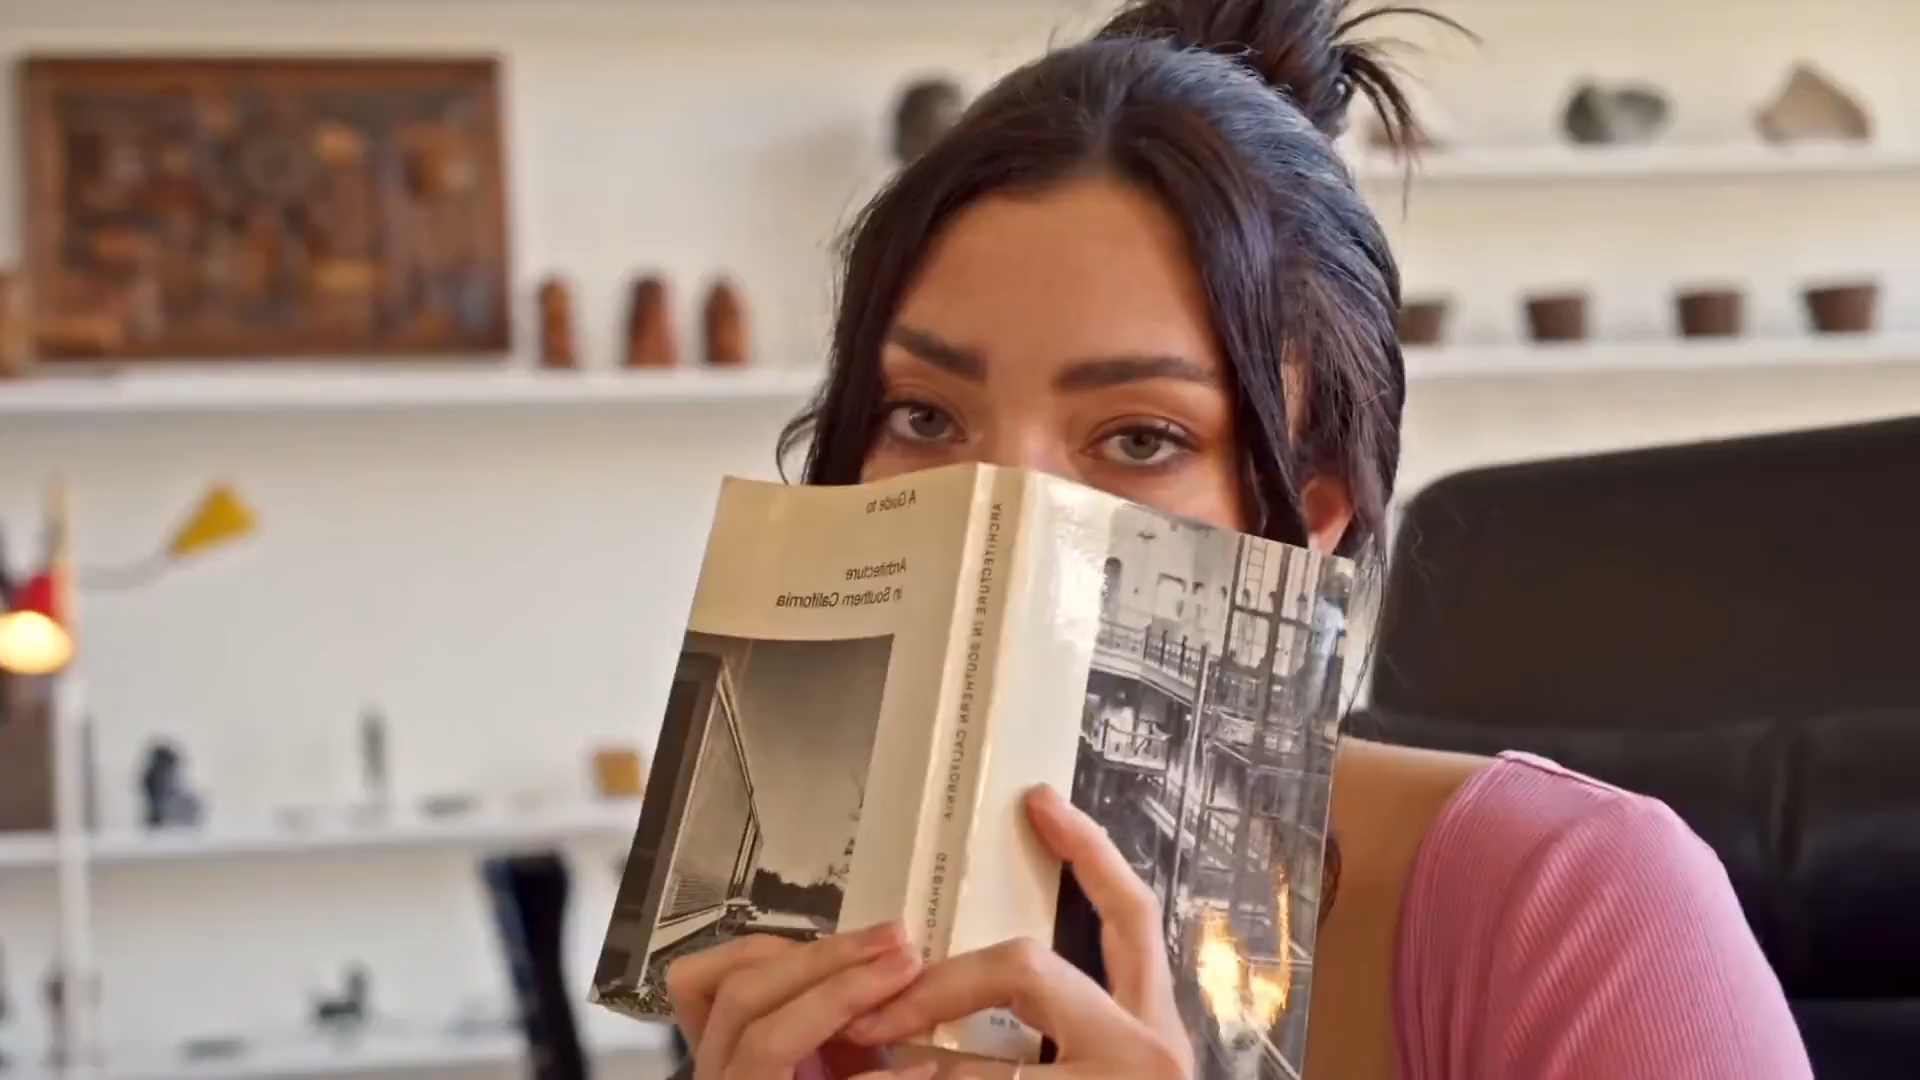 A Guide to
Architecture
in Southern California
ARCHITECTURE IN SOUTHERN CALIFORNIA
GEBHARD